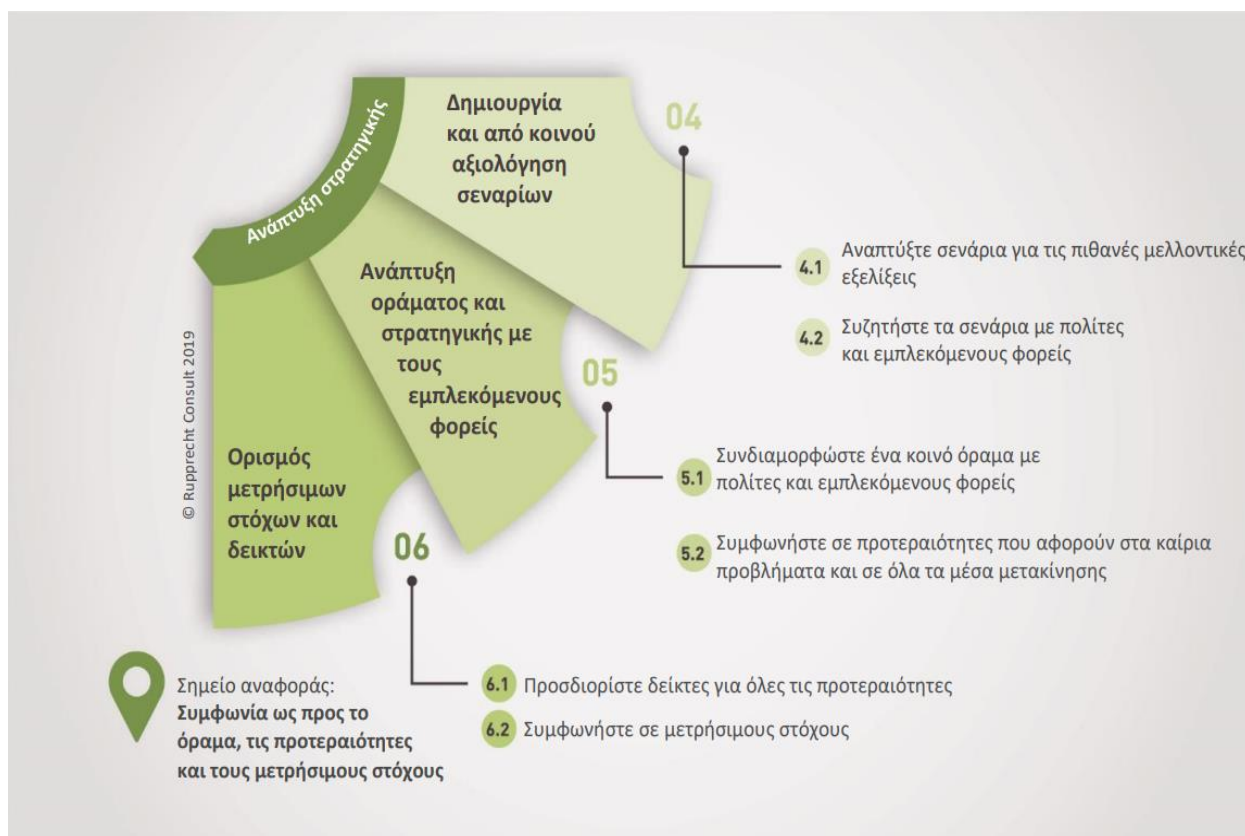 Ανάπτυξη στρατηγικής
Δημιουργία
και από κοινού
αξιολόγηση
σεναρίων
04
4.1
Αναπτύξτε σενάρια για τις πιθανές μελλοντικές
εξελίξεις
4.2
Συζητήστε τα σενάρια με πολίτες
και εμπλεκόμενους φορείς
Ανάπτυξη
οράματος και
στρατηγικής με
τους
εμπλεκόμενους
φορείς
05
5.1
Συνδιαμορφώστε ένα κοινό όραμα με
πολίτες και εμπλεκόμενους φορείς
5.2
Συμφωνήστε σε προτεραιότητες που αφορούν στα καίρια
προβλήματα και σε όλα τα μέσα μετακίνησης
Ορισμός
μετρήσιμων
στόχων και
δεικτών
06
6.1 Προσδιορίστε δείκτες για όλες τις προτεραιότητες
6.2 Συμφωνήστε σε μετρήσιμους στόχους
Σημείο αναφοράς:
Συμφωνία ως προς το
όραμα, τις προτεραιότητες
και τους μετρήσιμους στόχους
© Rupprecht Consult 2019